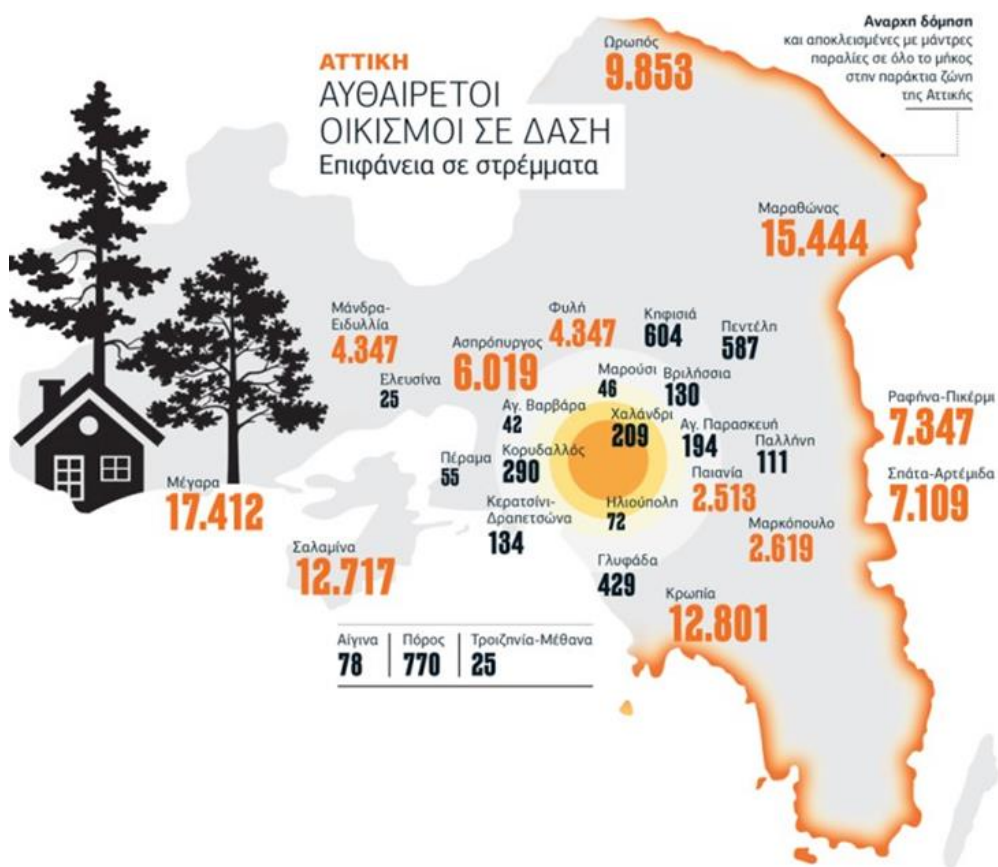 ΑΤΤΙΚΗ
ΑΥΘΑΙΡΕΤΟΙ
ΟΙΚΙΣΜΟΙ ΣΕ ΔΑΣΗ
Επιφάνεια σε στρέμματα
Αναρχη δόμηση
και αποκλεισμένες με μάντρες
παραλίες σε όλο το μήκος
στην παράκτια ζώνη
της Αττικής
Ωρωπός
9.853
Μαραθώνας
15.444
Μάνδρα-
Ειδυλλία
4.347
Φυλή
4.347
Κηφισιά
604
Πεντέλη
587
Ασπρόπυργος
6.019
Ελευσίνα
25
Μαρούσι
46
Βριλήσσια
130
Αγ. Βαρβάρα
42
Χαλάνδρι
209
Αγ. Παρασκευή
194
Παλλήνη
111
Ραφήνα-Πικέρμι
7.347
Πέραμα
55
Κορυδαλλός
290
Παιανία
2.513
Σπάτα-Αρτέμιδα
7.109
Μέγαρα
17.412
Κερατσίνι-
Δραπετσώνα
134
Ηλιούπολη
72
Μαρκόπουλο
2.619
Σαλαμίνα
12.717
Γλυφάδα
429
Κρωπία
12.801
Αίγινα
78
Πόρος
770
Τροιζηνία-Μέθανα
25